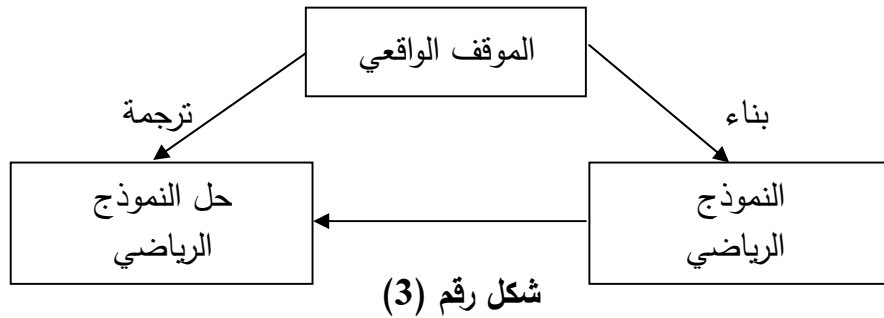 الموقف الواقعي
بناء
ترجمة
النموذج
الرياضي
حل النموذج
الرياضي
شكل رقم (3)